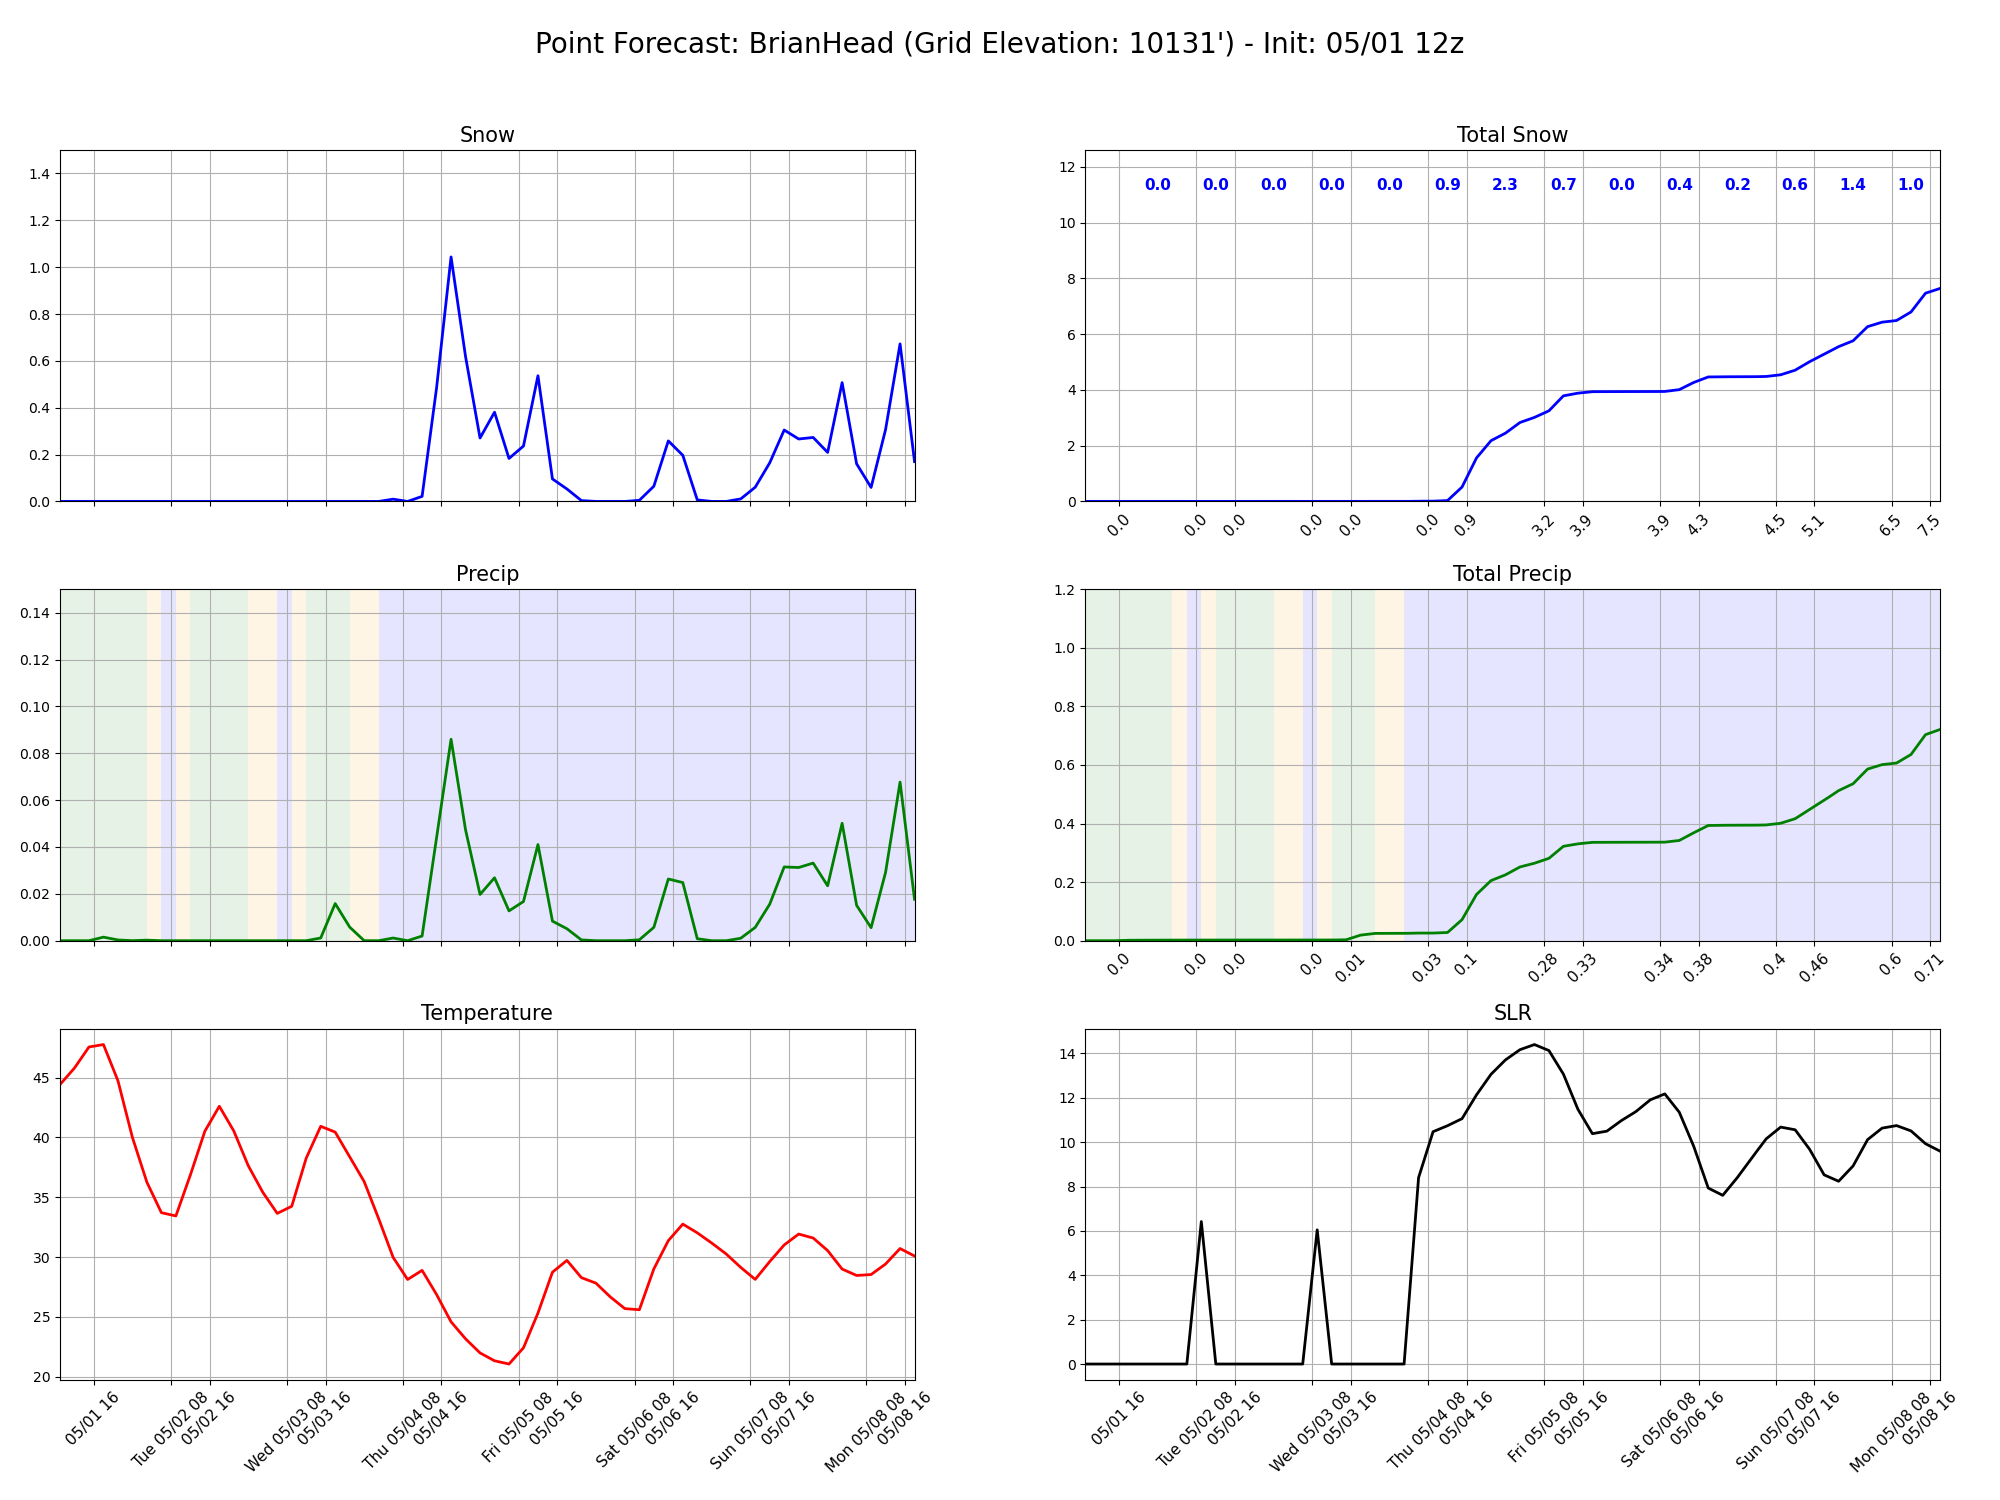 Point Forecast: BrianHead (Grid Elevation: 10131') - Init: 05/01 12z
Snow
1.4
1.2
1.0
0.8
0.6
0.4
0.2
0.0
Total Snow
12
10
8
6
4
2
0
0.0 0.0 0.0 0.0 0.0 0.9 2.3 0.7 0.0 0.4 0.2 0.6 1.4 1.0
0.0 0.0 0.0 0.0 0.0 0.0 0.9 3.2 3.9 3.9 4.3 4.5 5.1 6.5 7.5
Precip
0.14
0.12
0.10
0.08
0.06
0.04
0.02
0.00
Total Precip
1.2
1.0
0.8
0.6
0.4
0.2
0.0
0.0 0.0 0.0 0.0 0.01 0.03 0.1 0.28 0.33 0.34 0.38 0.4 0.46 0.6 0.71
Temperature
45
40
35
30
25
20
05/01 16
Tue 05/02 08
05/02 16
Wed 05/03 08
05/03 16
Thu 05/04 08
05/04 16
Fri 05/05 08
05/05 16
Sat 05/06 08
05/06 16
Sun 05/07 08
05/07 16
Mon 05/08 08
05/08 16
SLR
14
12
10
8
6
4
2
0
05/01 16
Tue 05/02 08
05/02 16
Wed 05/03 08
05/03 16
Thu 05/04 08
05/04 16
Fri 05/05 08
05/05 16
Sat 05/06 08
05/06 16
Sun 05/07 08
05/07 16
Mon 05/08 08
05/08 16